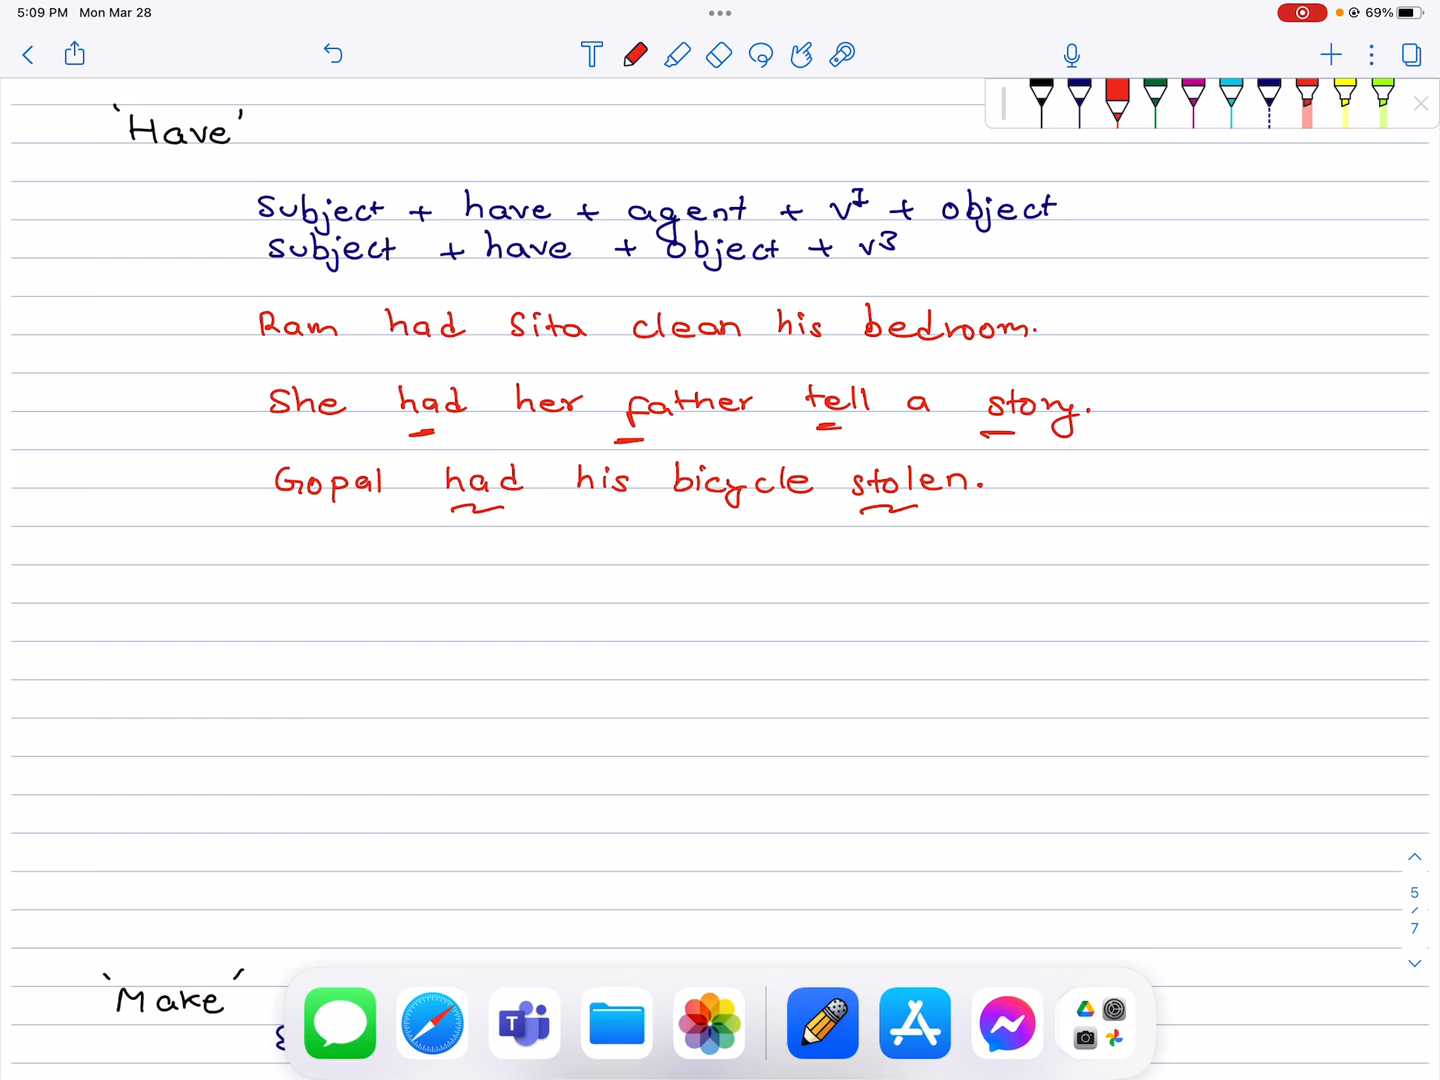 5:09 PM Mon Mar 28
69%
'Have'
Subject + have + agent + v¹ + object
subject + have + object + v3
Ram had Sita clean his bedroom.
She had her father tell a story.
Gopal had his bicycle stolen.
5
/
7
'Make'